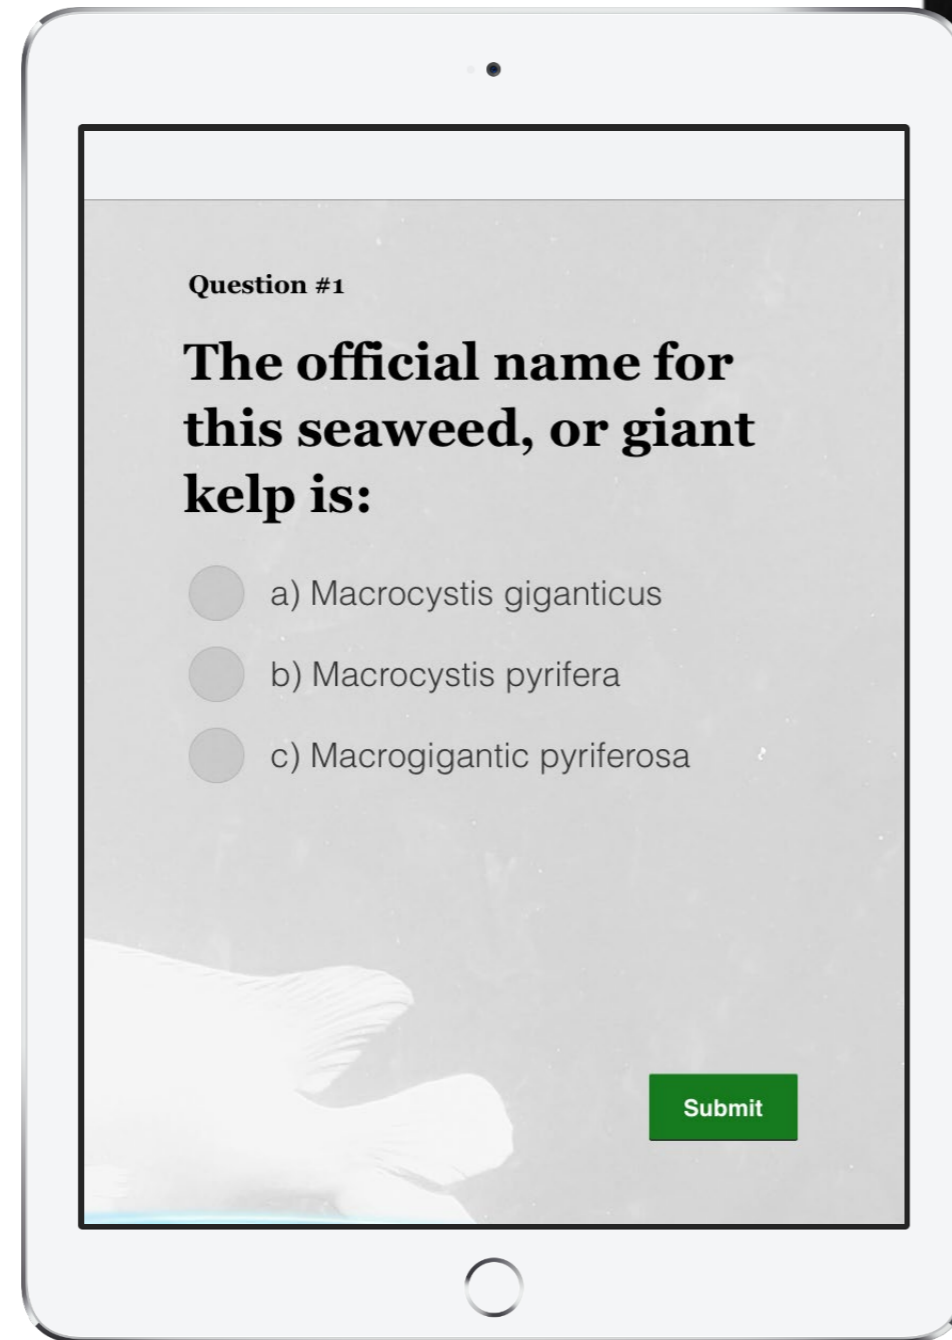 Question #1
The official name for
this seaweed, or giant
kelp is:
a) Macrocystis giganticus
b) Macrocystis pyrifera
c) Macrogigantic pyriferosa
Submit